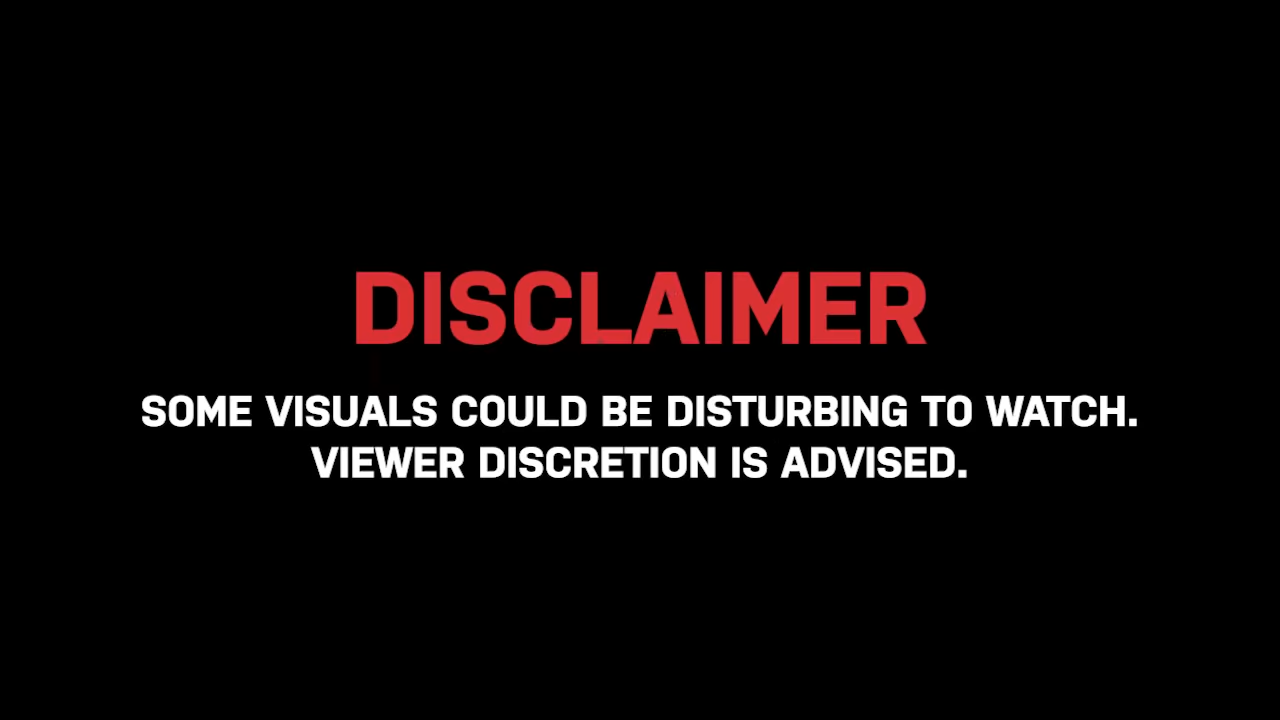 DISCLAIMER
SOME VISUALS COULD BE DISTURBING TO WATCH.
VIEWER DISCRETION IS ADVISED.